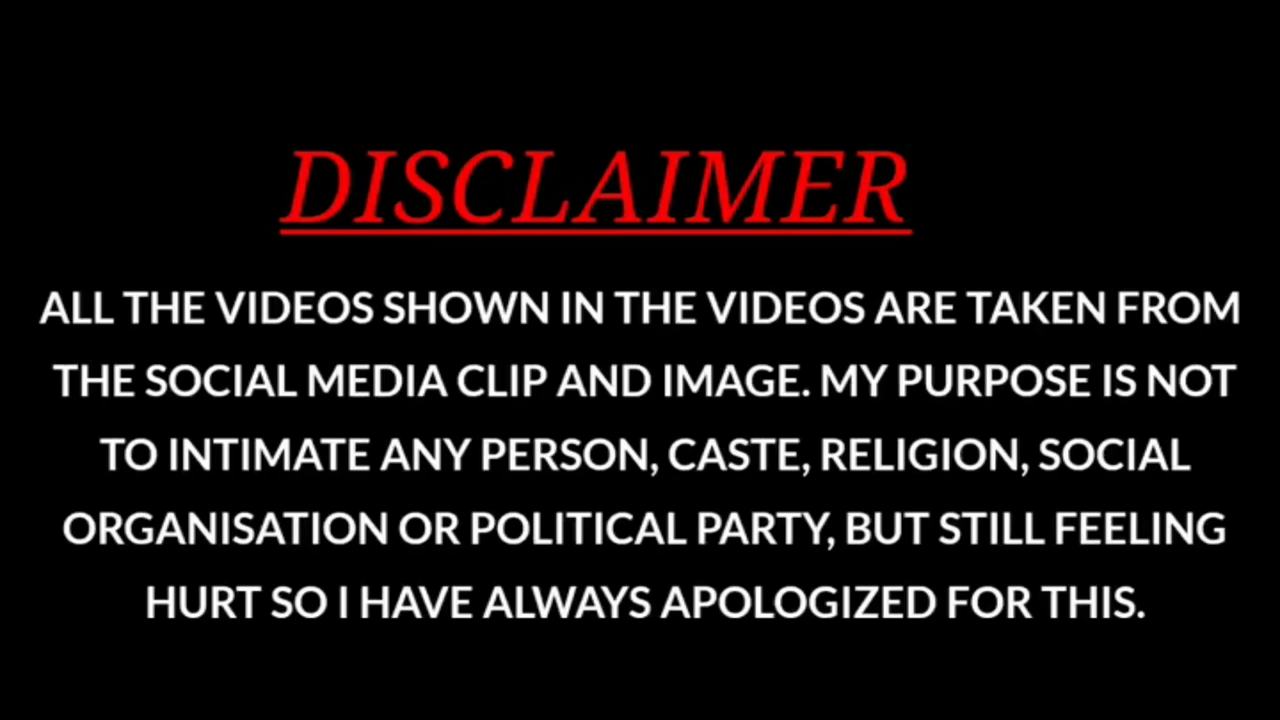 DISCLAIMER
ALL THE VIDEOS SHOWN IN THE VIDEOS ARE TAKEN FROM
THE SOCIAL MEDIA CLIP AND IMAGE. MY PURPOSE IS NOT
TO INTIMATE ANY PERSON, CASTE, RELIGION, SOCIAL
ORGANISATION OR POLITICAL PARTY, BUT STILL FEELING
HURT SO I HAVE ALWAYS APOLOGIZED FOR THIS.